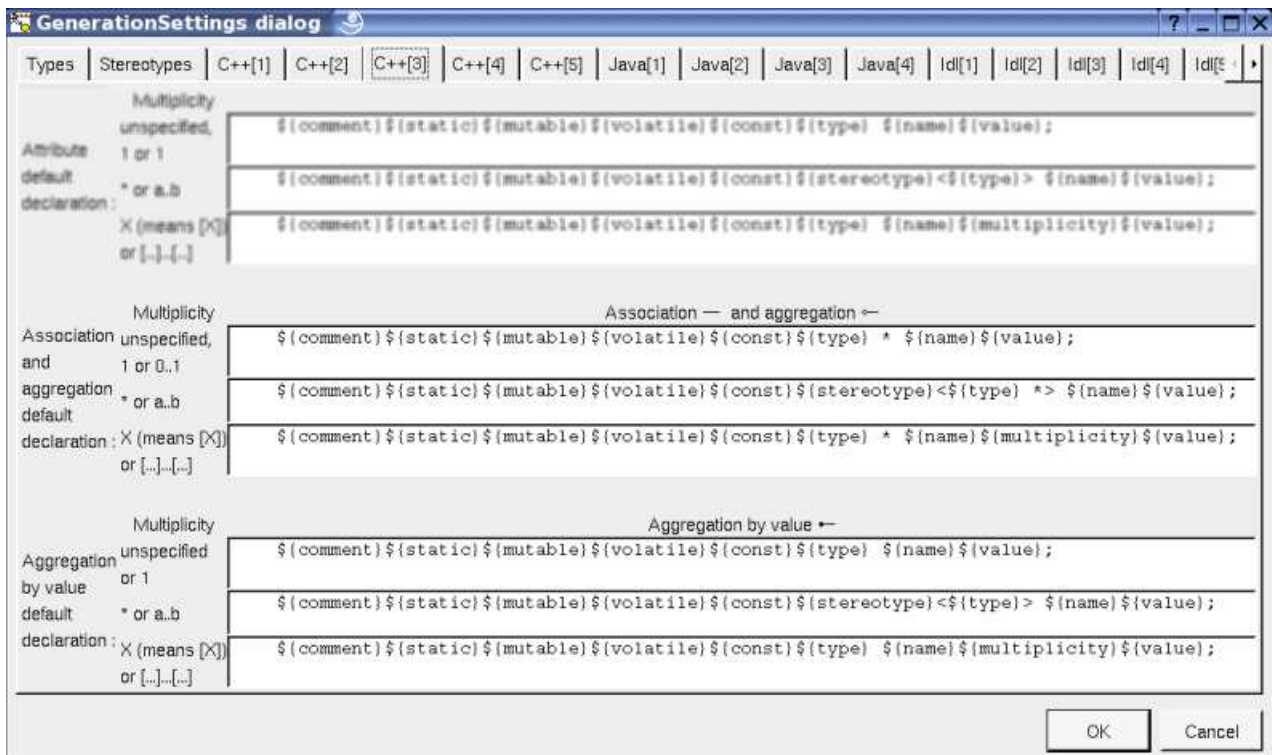 GenerationSettings dialog
Types Stereotypes C++[1] C++[2] C++[3] C++[4] C++[5] Java[1] Java[2] Java[3] Java[4] Idl[1] Idl[2] Idl[3] Idl[4] Idl[5
Attribute
default
declaration :
Multiplicity
unspecified,
1 or 1
${comment}${static}${mutable}${volatile}${const}${type} ${name}${value};
* or a..b
${comment}${static}${mutable}${volatile}${const}${stereotype}<${type}> ${name}${value};
X (means [X])
or [...]...[...]
${comment}${static}${mutable}${volatile}${const}${type} ${name}${multiplicity}${value};
Association
and
aggregation
default
declaration :
Multiplicity
unspecified,
1 or 0..1
Association — and aggregation
${comment}${static}${mutable}${volatile}${const}${type} * ${name}${value};
* or a..b
${comment}${static}${mutable}${volatile}${const}${stereotype}<${type} *> ${name}${value};
X (means [X])
or [...]...[...]
${comment}${static}${mutable}${volatile}${const}${type} * ${name}${multiplicity}${value};
Aggregation
by value
default
declaration :
Multiplicity
unspecified
or 1
Aggregation by value
${comment}${static}${mutable}${volatile}${const}${type} ${name}${value};
* or a..b
${comment}${static}${mutable}${volatile}${const}${stereotype}<${type}> ${name}${value};
X (means [X])
or [...]...[...]
${comment}${static}${mutable}${volatile}${const}${type} ${name}${multiplicity}${value};
OK
Cancel